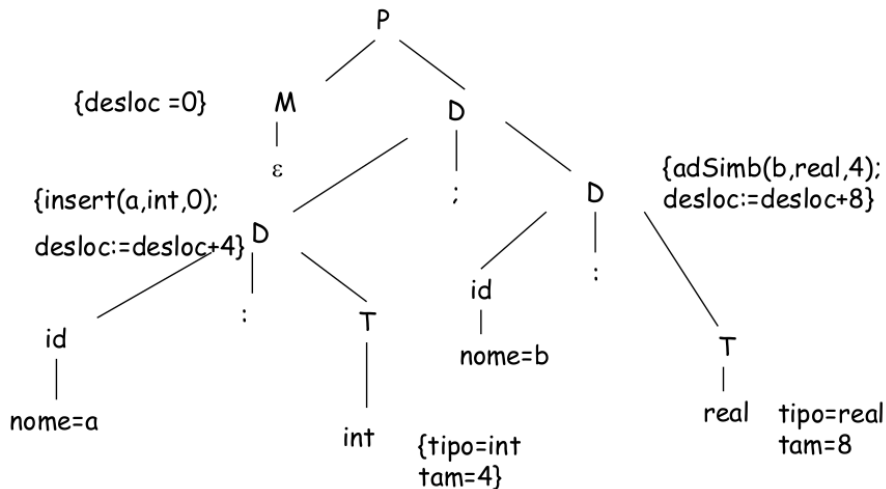 P
{desloc =0}
M
D
ε
;
{insert(a,int,0);
desloc:=desloc+4}
D
D
{adSimb(b,real,4);
desloc:=desloc+8}
id
:
T
id
:
T
nome=a
int
{tipo=int
tam=4}
nome=b
real
tipo=real
tam=8